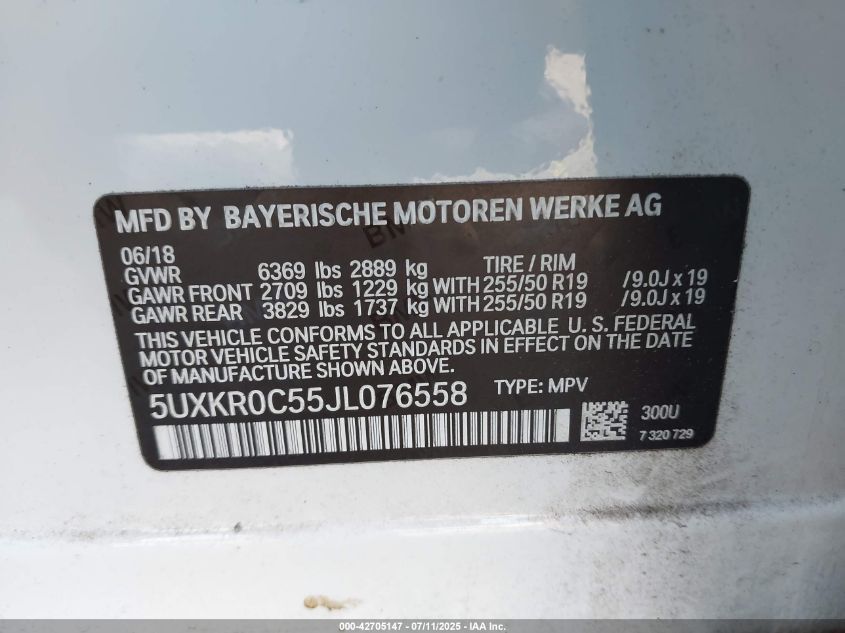 MFD BY BAYERISCHE MOTOREN WERKE AG
06/18
GVWR 6369 lbs 2889 kg TIRE / RIM
GAWR FRONT 2709 lbs 1229 kg WITH 255/50 R19 /9.0J x 19
GAWR REAR 3829 lbs 1737 kg WITH 255/50 R19 /9.0J x 19
THIS VEHICLE CONFORMS TO ALL APPLICABLE U. S. FEDERAL
MOTOR VEHICLE SAFETY STANDARDS IN EFFECT ON THE DATE
OF MANUFACTURE SHOWN ABOVE.
5UXKR0C55JL076558 TYPE: MPV
300U
7 320 729
000-42705147 - 07/11/2025 - IAA Inc.